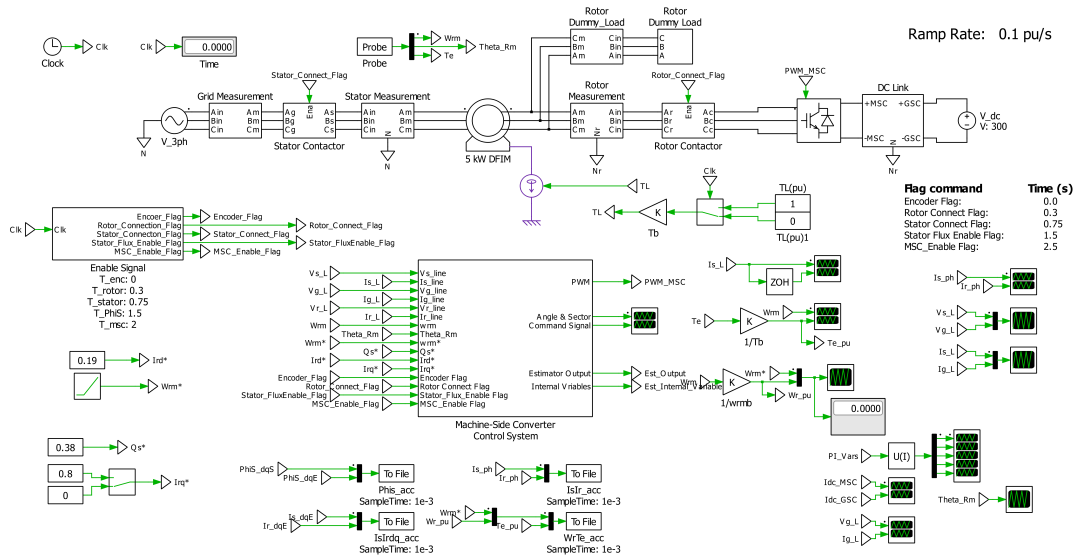 Rotor
Dummy_Load
Rotor
Dummy Load
Ramp Rate: 0.1 pu/s
Clock
Clk
Clk
0.0000
Time
Probe
Probe
Wrm
Theta_Rm
Te
Cm
Bm
Am
Cin
Bin
Ain
C
B
A
Stator_Connect_Flag
Rotor_Connect_Flag
PWM_MSC
DC Link
Grid Measurement
Stator Measurement
Rotor
Measurement
Ain
Bin
Cin
Am
Bm
Cm
Ena
Ag
Bg
Cg
As
Bs
Cs
Ain
Bin
Cin
Am
Bm
Cm
N
Ain
Bin
Cin
Am
Bm
Cm
Nr
Ena
Ar
Br
Cr
Ac
Bc
Cc
+MSC
-MSC
+GSC
-GSC
N
V_dc
V: 300
N
V_3ph
Stator Contactor
N
5 kW DFIM
Nr
Rotor Contactor
Nr
TL
Clk
TL(pu)
1
0
TL(pu)1
TL
K
Tb
Flag command Time (s)
Encoder Flag: 0.0
Rotor Connect Flag: 0.3
Stator Connect Flag: 0.75
Stator Flux Enable Flag: 1.5
MSC_Enable Flag: 2.5
Clk
Clk
Encoer_Flag
Rotor_Connection_Flag
Stator_Connecton_Flag
Stator_Flux_Enable_Flag
MSC_Enable_Flag
Encoder_Flag
Rotor_Connect_Flag
Stator_Connect_Flag
Stator_FluxEnable_Flag
MSC_Enable_Flag
Enable Signal
T_enc: 0
T_rotor: 0.3
T_stator: 0.75
T_PhiS: 1.5
T_msc: 2
Vs_L
Is_L
Vg_L
Ig_L
Vr_L
Ir_L
Wrm
Theta_Rm
Wrm*
Qs*
Ird*
Irq*
Encoder_Flag
Rotor_Connect_Flag
Stator_FluxEnable_Flag
MSC_Enable_Flag
Vs_line
Is_line
Vg_line
Ig_line
Vr_line
Ir_line
wrm
Theta_Rm
wrm*
Qs*
Ird*
Irq*
Encoder Flag
Rotor Connect Flag
Stator_Flux_Enable Flag
MSC_Enable Flag
PWM
Angle & Sector
Command Signal
Estimator Output
Internal Vriables
PWM_MSC
Est_Output
Est_Internal_Variable
Machine-Side Converter
Control System
Is_L
ZOH
Te
K
1/Tb
Wrm
Te_pu
Wrm
K
1/wrmb
Wrm*
Wr_pu
0.0000
Is_ph
Ir_ph
Vs_L
Vg_L
Is_L
Ig_L
0.19
Ird*
Wrm*
0.38
Qs*
0.8
0
Irq*
PhiS_dqS
PhiS_dqE
To File
Phis_acc
SampleTime: 1e-3
Is_ph
Ir_ph
To File
IsIr_acc
SampleTime: 1e-3
Is_dqE
Ir_dqE
To File
IsIrdq_acc
SampleTime: 1e-3
Wrm*
Wr_pu
Te_pu
To File
WrTe_acc
SampleTime: 1e-3
PI_Vars
U(I)
Idc_MSC
Idc_GSC
Theta_Rm
Vg_L
Ig_L